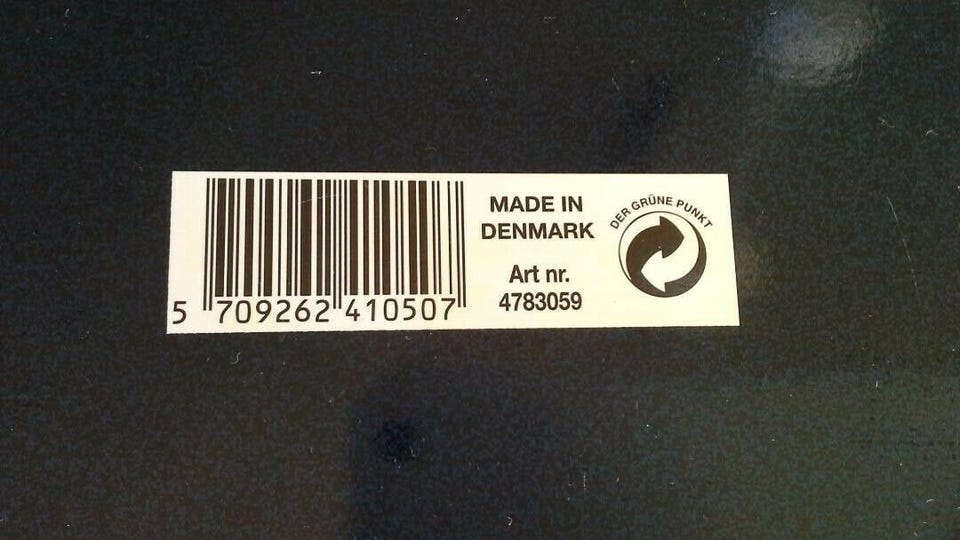 5 709262 410507
MADE IN
DENMARK
Art nr.
4783059
DER GRÜNE PUNKT